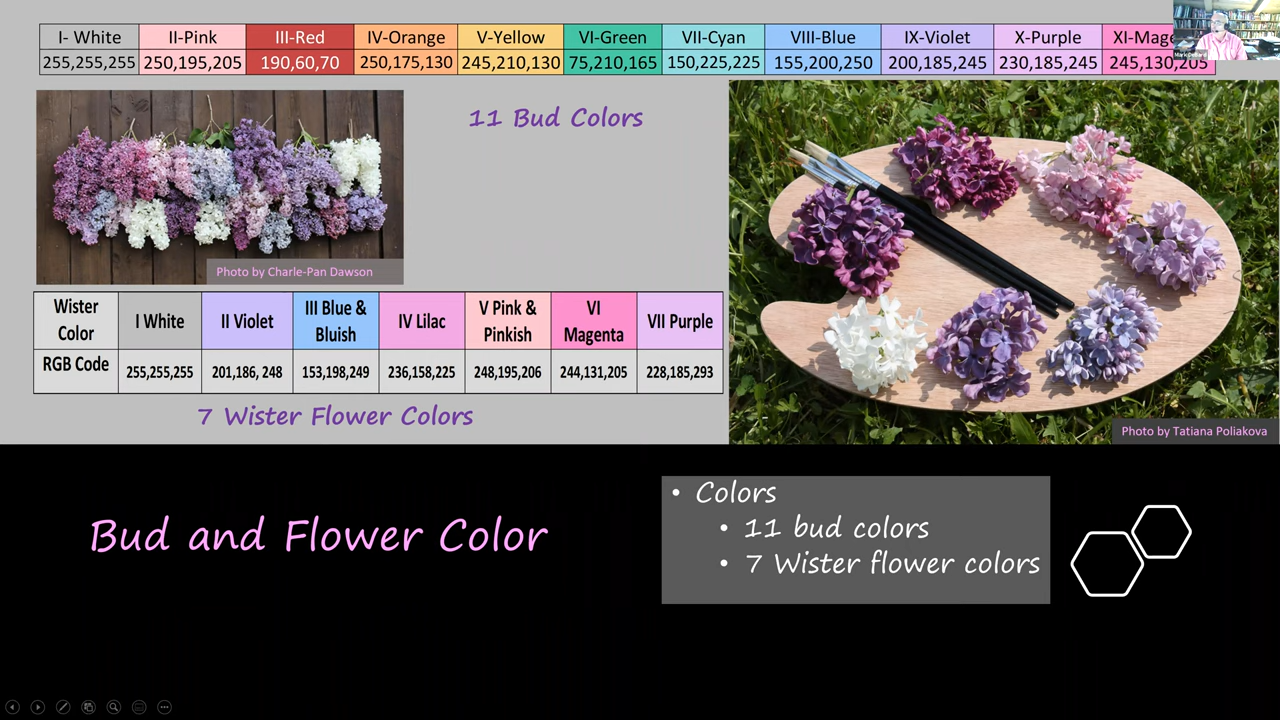 I- White II-Pink III-Red IV-Orange V-Yellow VI-Green VII-Cyan VIII-Blue IX-Violet X-Purple
255,255,255 250,195,205 190,60,70 250,175,130 245,210,130 75,210,165 150,225,225 155,200,250 200,185,245 230,185,245 245,130,205
11 Bud Colors
Photo by Charle-Pan Dawson
Wister Color I White II Violet III Blue & Bluish IV Lilac V Pink & Pinkish VI Magenta VII Purple
RGB Code 255,255,255 201,186, 248 153,198,249 236,158,225 248,195,206 244,131,205 228,185,293
7 Wister Flower Colors
Photo by Tatiana Poliakova
Bud and Flower Color
• Colors
• 11 bud colors
• 7 Wister flower colors